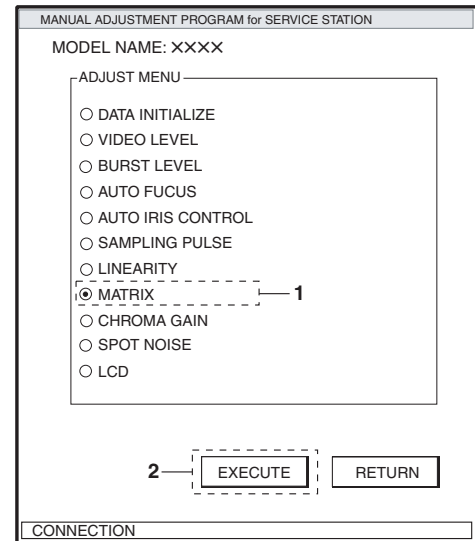 MANUAL ADJUSTMENT PROGRAM for SERVICE STATION
MODEL NAME: ××××
ADJUST MENU
DATA INITIALIZE
VIDEO LEVEL
BURST LEVEL
AUTO FUCUS
AUTO IRIS CONTROL
SAMPLING PULSE
LINEARITY
MATRIX 1
CHROMA GAIN
SPOT NOISE
LCD
2 EXECUTE RETURN
CONNECTION